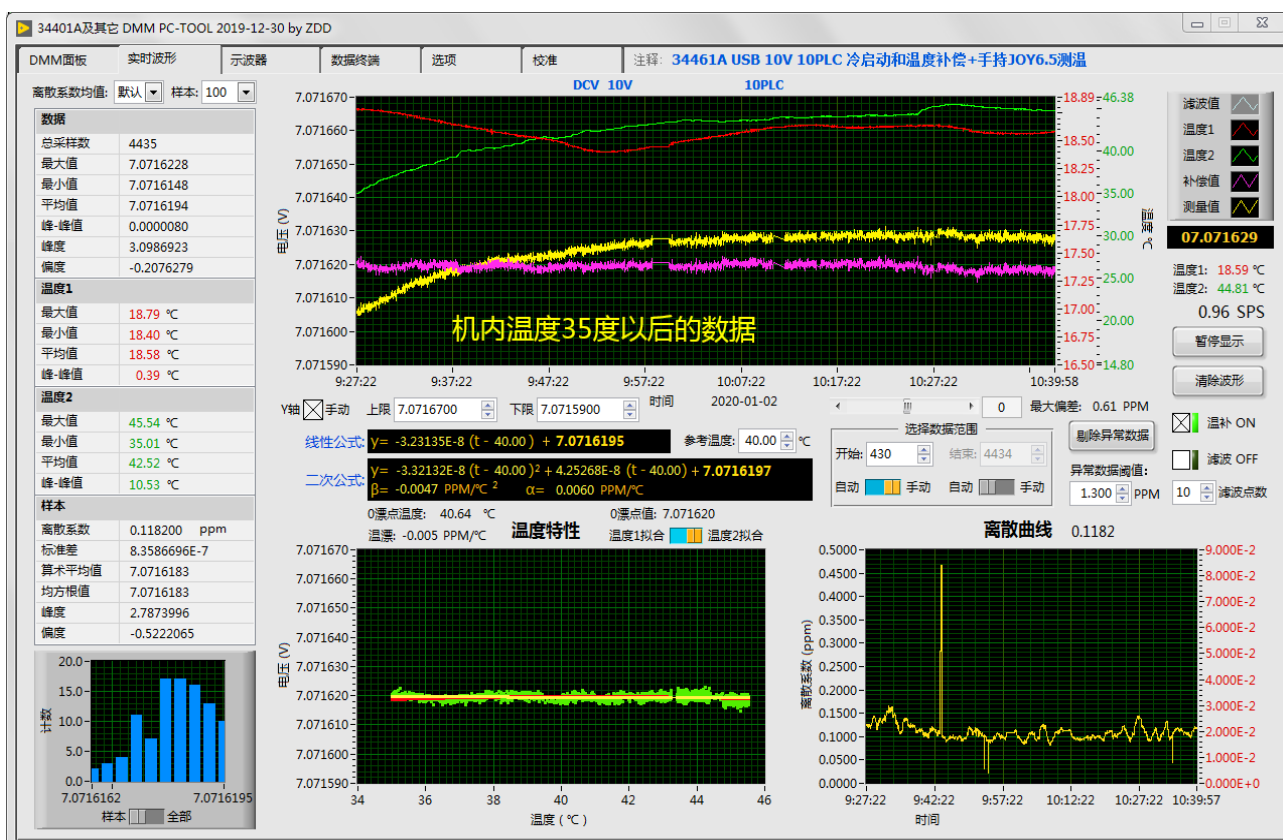 34401A及其它 DMM PC-TOOL 2019-12-30 by ZDD
DMM面板 实时波形 示波器 数据终端 选项 校准 注释: 34461A USB 10V 10PLC 冷启动和温度补偿+手持JOY6.5测温
离散系数均值: 默认 样本: 100
数据
总采样数 4435
最大值 7.0716228
最小值 7.0716148
平均值 7.0716194
峰-峰值 0.0000080
峰度 3.0986923
偏度 -0.2076279
温度1
最大值 18.79 ℃
最小值 18.40 ℃
平均值 18.58 ℃
峰-峰值 0.39 ℃
温度2
最大值 45.54 ℃
最小值 35.01 ℃
平均值 42.52 ℃
峰-峰值 10.53 ℃
样本
离散系数 0.118200 ppm
标准差 8.3586696E-7
算术平均值 7.0716183
均方根值 7.0716183
峰度 2.7873996
偏度 -0.5222065
20.0
15.0
10.0
5.0
0.0
计数
7.0716162 7.0716195
样本 全部
DCV 10V 10PLC
7.071670
7.071660
7.071650
7.071640
7.071630
7.071620
7.071610
7.071600
7.071590
电压 (V)
机内温度35度以后的数据
18.89
18.50
18.25
18.00
17.75
17.50
17.25
17.00
16.75
16.50
46.38
40.00
35.00
30.00
25.00
20.00
14.80
温度 ℃
9:27:22 9:37:22 9:47:22 9:57:22 10:07:22 10:17:22 10:27:22 10:39:58
时间 2020-01-02
滤波值
温度1
温度2
补偿值
测量值
07.071629
温度1: 18.59 ℃
温度2: 44.81 ℃
0.96 SPS
暂停显示
清除波形
温补 ON
滤波 OFF
10 滤波点数
Y轴 手动 上限 7.0716700 下限 7.0715900
0 最大偏差: 0.61 PPM
线性公式: y= -3.23135E-8 (t - 40.00 ) + 7.0716195 参考温度: 40.00 ℃
二次公式: y= -3.32132E-8 (t - 40.00 )² + 4.25268E-8 (t - 40.00) + 7.0716197
β= -0.0047 PPM/℃ ² α= 0.0060 PPM/℃
选择数据范围
开始: 430 结束: 4434
自动 手动 自动 手动
剔除异常数据
异常数据阈值:
1.300 PPM
0漂点温度: 40.64 ℃ 0漂点值: 7.071620
温漂: -0.005 PPM/℃ 温度特性 温度1拟合 温度2拟合
7.071670
7.071660
7.071650
7.071640
7.071630
7.071620
7.071610
7.071600
7.071590
电压 (V)
34 36 38 40 42 44 46
温度 ( ℃ )
离散曲线 0.1182
0.5000
0.4500
0.4000
0.3500
0.3000
0.2500
0.2000
0.1500
0.1000
0.0500
0.0000
离散系数 (ppm)
9.000E-2
8.000E-2
7.000E-2
6.000E-2
5.000E-2
4.000E-2
3.000E-2
2.000E-2
1.000E-2
0.000E+0
9:27:22 9:42:22 9:57:22 10:12:22 10:27:22 10:39:57
时间